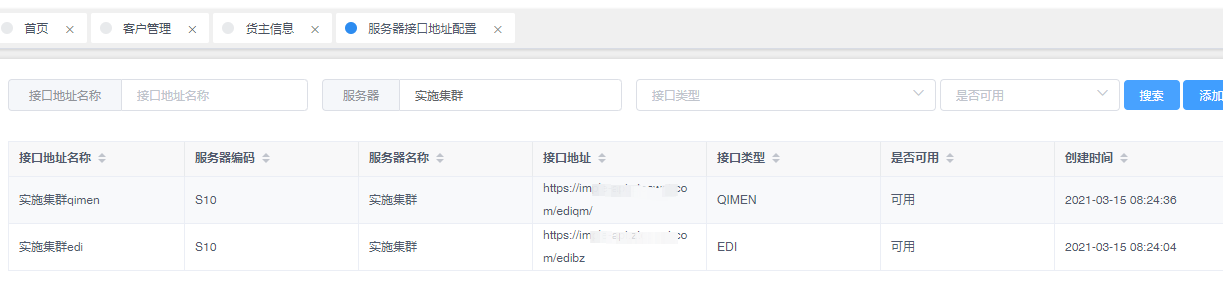 首页 × 客户管理 × 货主信息 × 服务器接口地址配置 ×
接口地址名称 接口地址名称 服务器 实施集群 接口类型 是否可用 搜索 添加
接口地址名称 服务器编码 服务器名称 接口地址 接口类型 是否可用 创建时间
实施集群qimen S10 实施集群 https://im co QIMEN 可用 2021-03-15 08:24:36
m/ediqm/
实施集群edi S10 实施集群 https://im co EDI 可用 2021-03-15 08:24:04
m/edibz